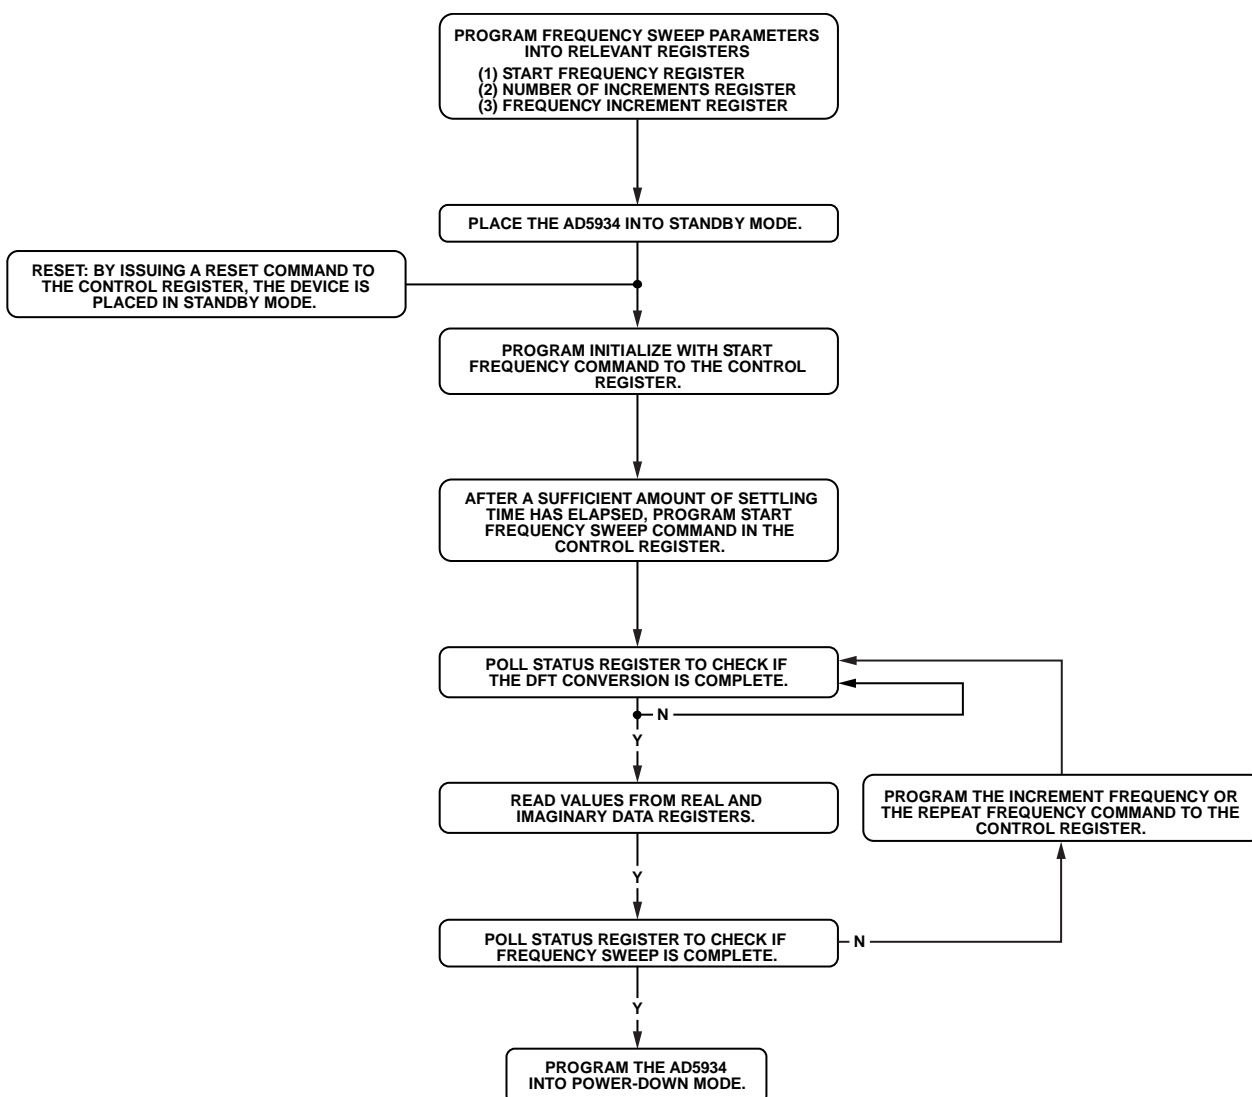 PROGRAM FREQUENCY SWEEP PARAMETERS
INTO RELEVANT REGISTERS
(1) START FREQUENCY REGISTER
(2) NUMBER OF INCREMENTS REGISTER
(3) FREQUENCY INCREMENT REGISTER
PLACE THE AD5934 INTO STANDBY MODE.
RESET: BY ISSUING A RESET COMMAND TO
THE CONTROL REGISTER, THE DEVICE IS
PLACED IN STANDBY MODE.
PROGRAM INITIALIZE WITH START
FREQUENCY COMMAND TO THE CONTROL
REGISTER.
AFTER A SUFFICIENT AMOUNT OF SETTLING
TIME HAS ELAPSED, PROGRAM START
FREQUENCY SWEEP COMMAND IN THE
CONTROL REGISTER.
POLL STATUS REGISTER TO CHECK IF
THE DFT CONVERSION IS COMPLETE.
N
Y
READ VALUES FROM REAL AND
IMAGINARY DATA REGISTERS.
PROGRAM THE INCREMENT FREQUENCY OR
THE REPEAT FREQUENCY COMMAND TO THE
CONTROL REGISTER.
Y
POLL STATUS REGISTER TO CHECK IF
FREQUENCY SWEEP IS COMPLETE.
N
Y
PROGRAM THE AD5934
INTO POWER-DOWN MODE.